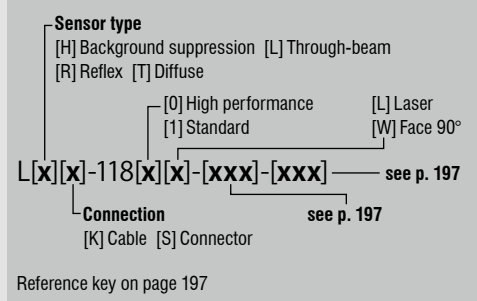 Sensor type
[H] Background suppression [L] Through-beam
[R] Reflex [T] Diffuse
[0] High performance [L] Laser
[1] Standard [W] Face 90°
L[x][x]-118[x][x]-[xxx]-[xxx] see p. 197
Connection see p. 197
[K] Cable [S] Connector
Reference key on page 197